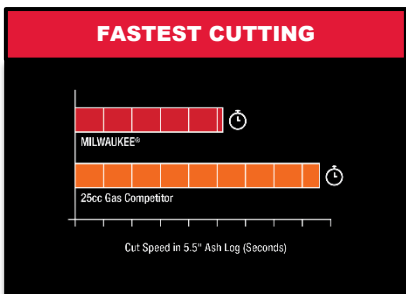 FASTEST CUTTING
MILWAUKEE®
25cc Gas Competitor
Cut Speed in 5.5" Ash Log (Seconds)